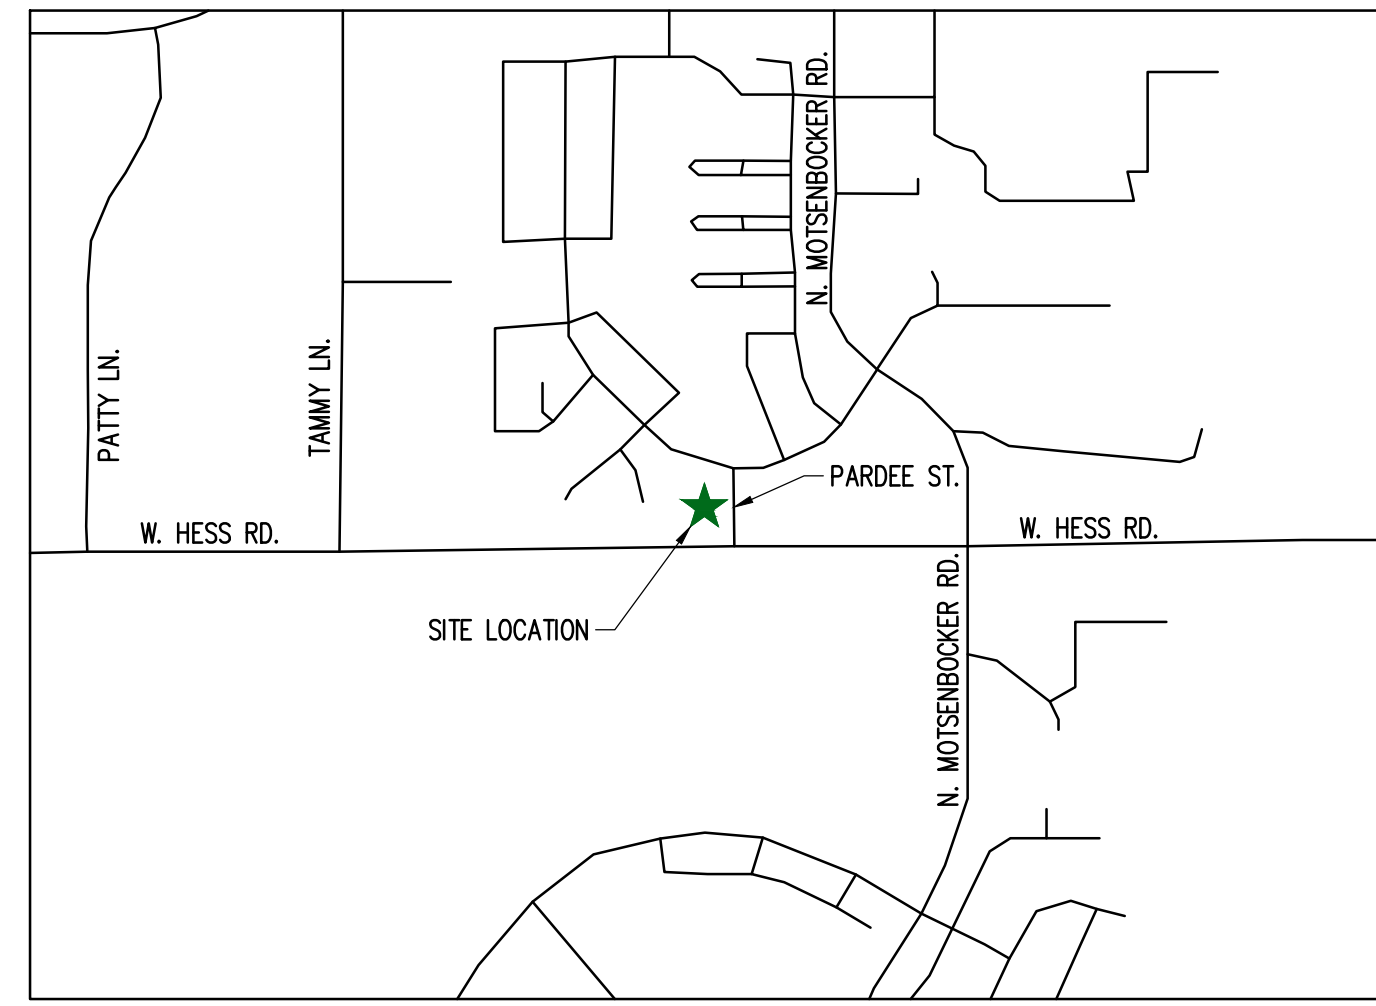 N. MOTSENBOCKER RD.
PATTY LN.
TAMMY LN.
PARDEE ST.
W. HESS RD.
W. HESS RD.
N. MOTSENBOCKER RD.
SITE LOCATION